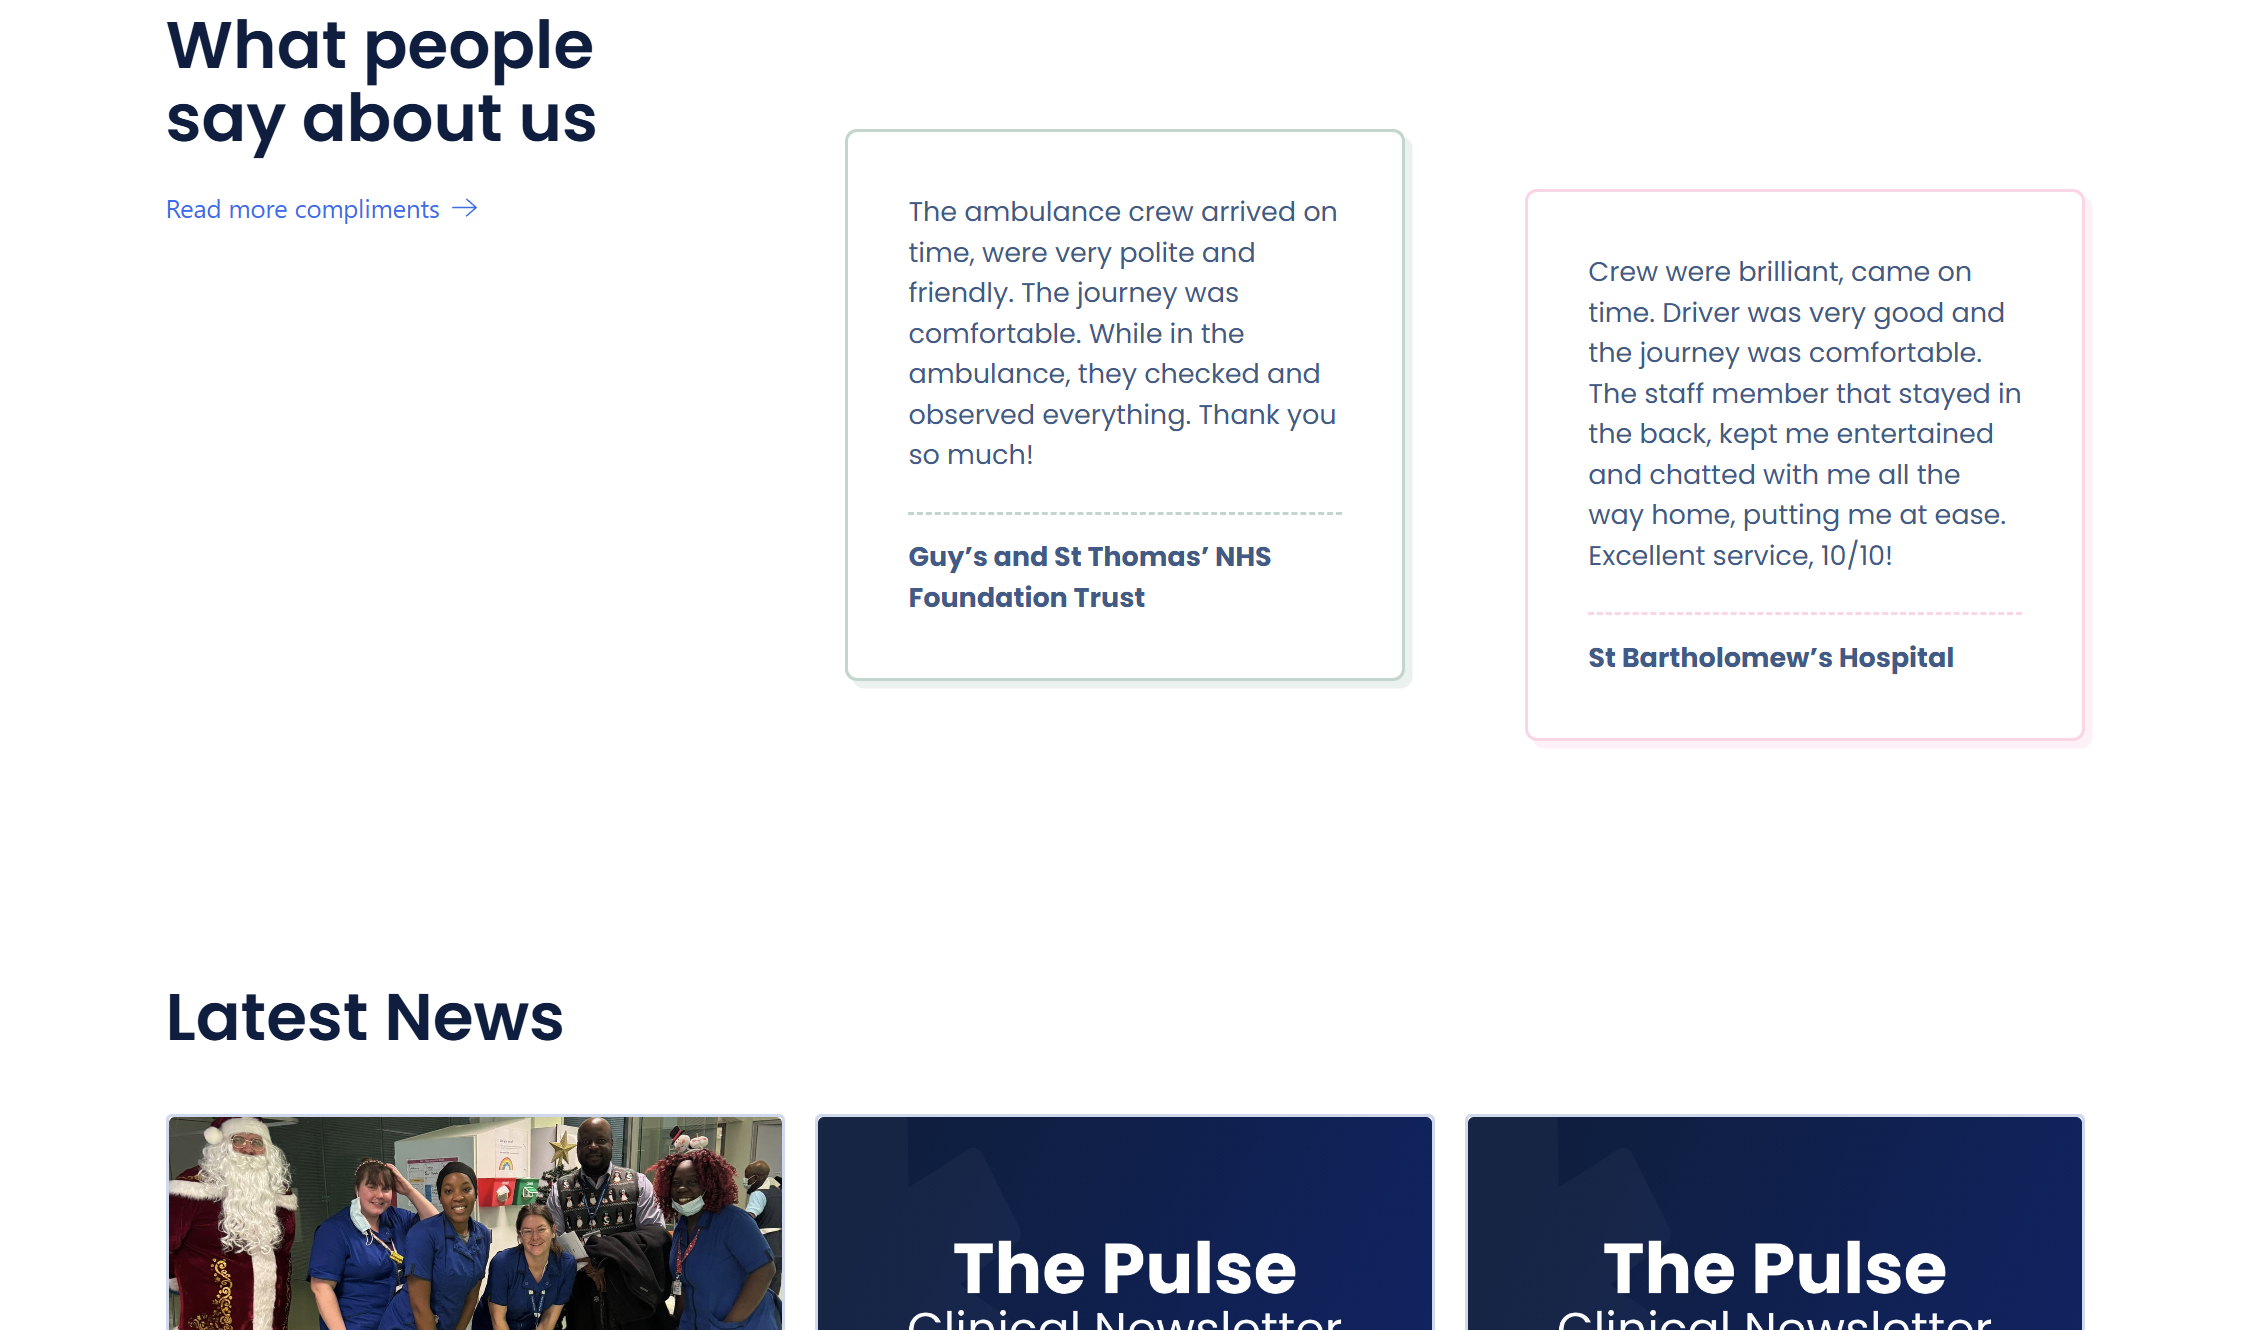 What people
say about us
Read more compliments
The ambulance crew arrived on
time, were very polite and
friendly. The journey was
comfortable. While in the
ambulance, they checked and
observed everything. Thank you
so much!
Guy’s and St Thomas’ NHS
Foundation Trust
Crew were brilliant, came on
time. Driver was very good and
the journey was comfortable.
The staff member that stayed in
the back, kept me entertained
and chatted with me all the
way home, putting me at ease.
Excellent service, 10/10!
St Bartholomew’s Hospital
Latest News
The Pulse
Clinical Newsletter
The Pulse
Clinical Newsletter